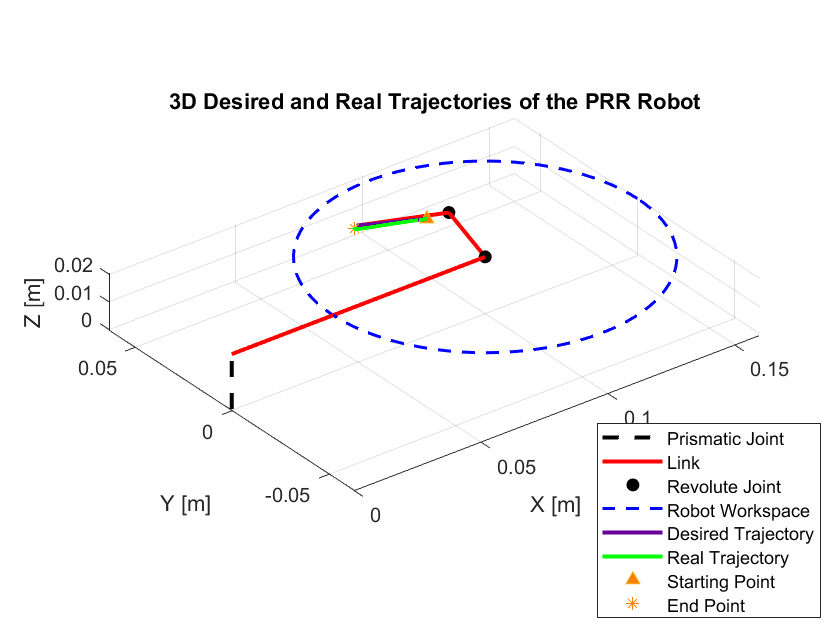 3D Desired and Real Trajectories of the PRR Robot
0.02
0.01
0
Z [m]
0.05
0
-0.05
Y [m]
0
0.05
0.1
0.15
X [m]
Prismatic Joint
Link
Revolute Joint
Robot Workspace
Desired Trajectory
Real Trajectory
Starting Point
End Point